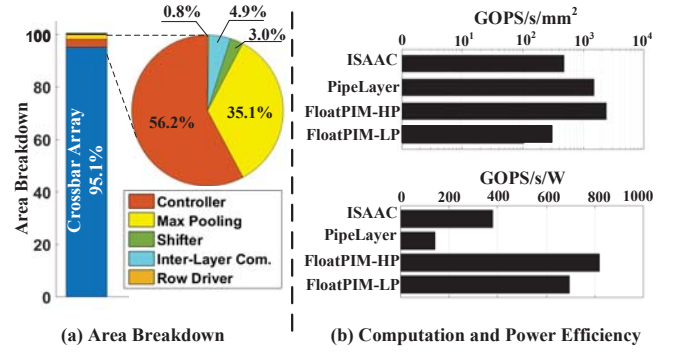 0.8%
4.9%
3.0%
35.1%
56.2%
Area Breakdown
100
80
60
40
20
0
Crossbar Array
95.1%
Controller
Max Pooling
Shifter
Inter-Layer Com.
Row Driver
(a) Area Breakdown
GOPS/s/mm²
0 10¹ 10² 10³ 10⁴
ISAAC
PipeLayer
FloatPIM-HP
FloatPIM-LP
GOPS/s/W
0 200 400 600 800 1000
ISAAC
PipeLayer
FloatPIM-HP
FloatPIM-LP
(b) Computation and Power Efficiency